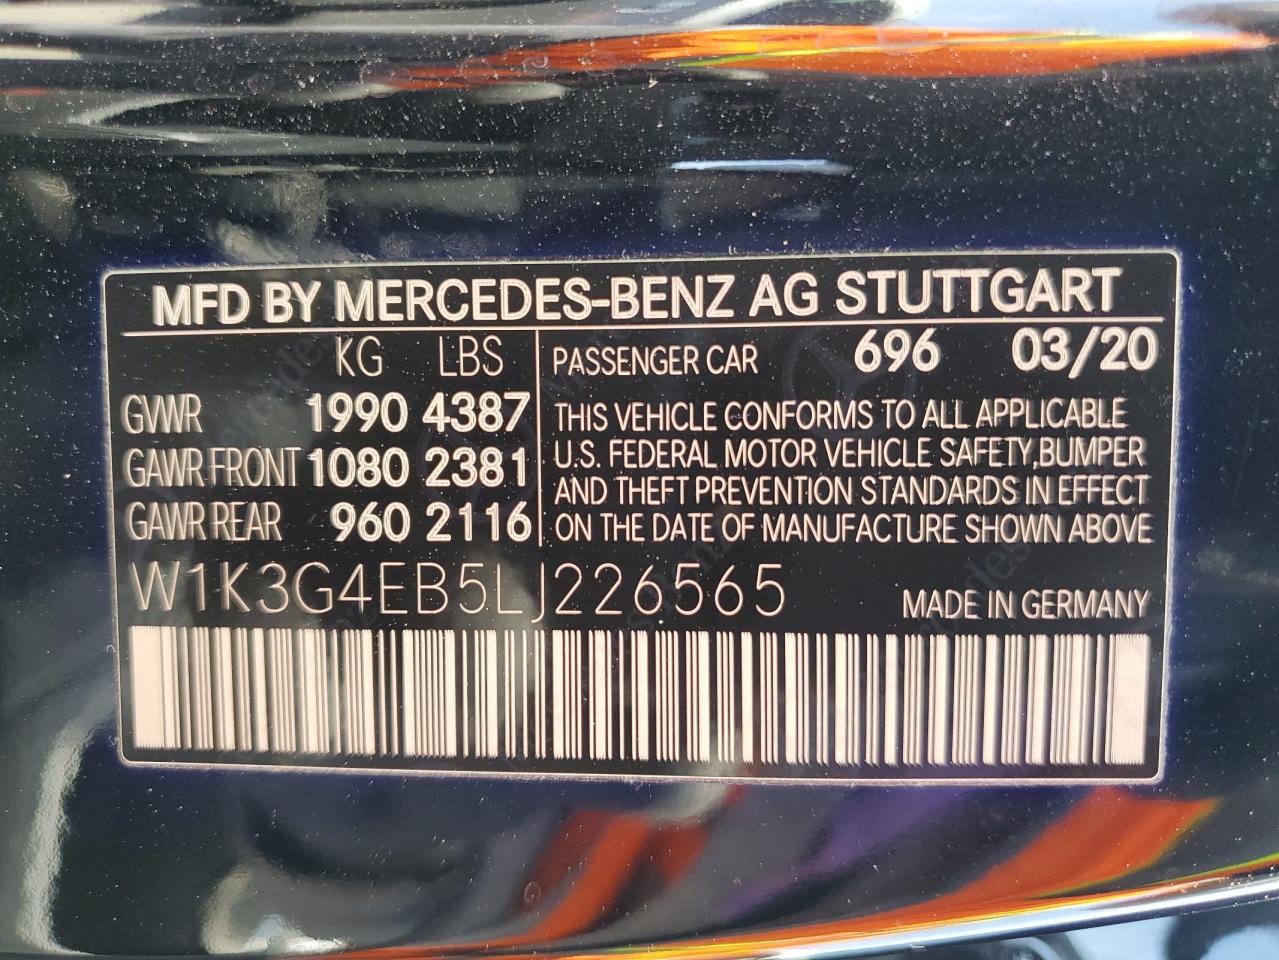 MFD BY MERCEDES-BENZ AG STUTTGART
KG LBS
GVWR 1990 4387
GAWR FRONT 1080 2381
GAWR REAR 960 2116
PASSENGER CAR 696 03/20
THIS VEHICLE CONFORMS TO ALL APPLICABLE
U.S. FEDERAL MOTOR VEHICLE SAFETY,BUMPER
AND THEFT PREVENTION STANDARDS IN EFFECT
ON THE DATE OF MANUFACTURE SHOWN ABOVE
W1K3G4EB5LJ226565
MADE IN GERMANY